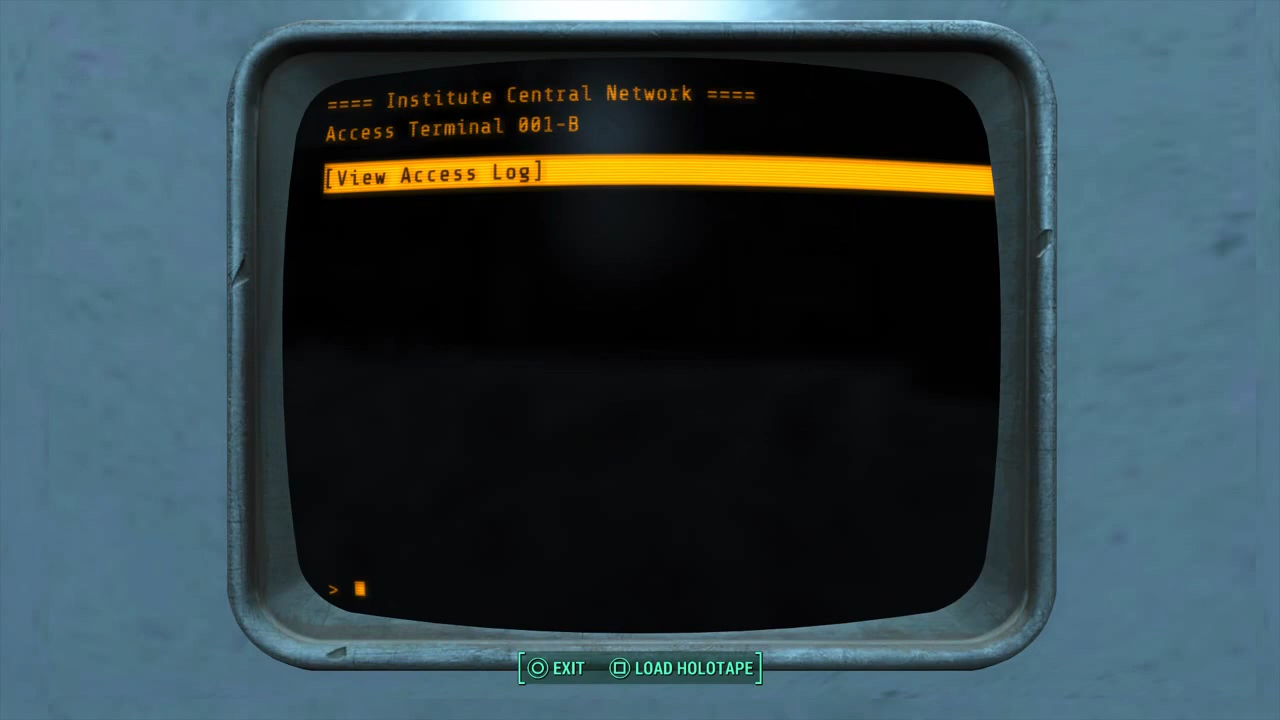 ==== Institute Central Network ====
Access Terminal 001-B
[View Access Log]
>
EXIT LOAD HOLOTAPE